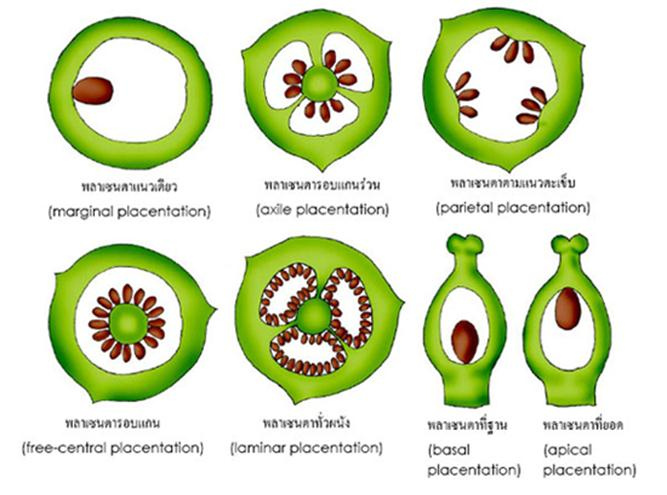 พลาเซนตาแนวเดียว
(marginal placentation)
พลาเซนตารอบแกนร่วม
(axile placentation)
พลาเซนตาตามแนวตะเข็บ
(parietal placentation)
พลาเซนตารอบแกน
(free-central placentation)
พลาเซนตาทั่วผนัง
(laminar placentation)
พลาเซนตาที่ฐาน
(basal
placentation)
พลาเซนตาที่ยอด
(apical
placentation)